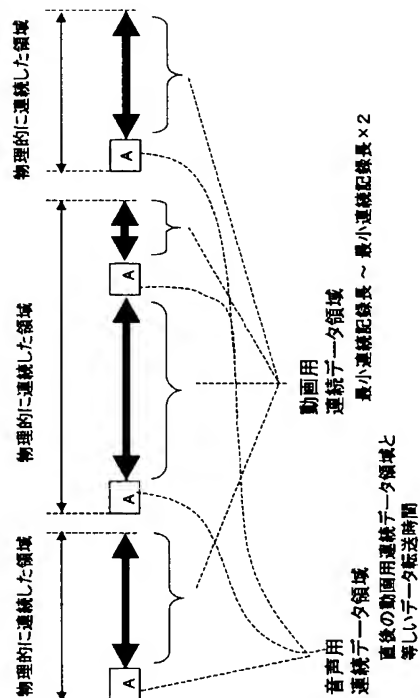 物理的に連続した領域
物理的に連続した領域
物理的に連続した領域
A
A
A
A
音声用
連続データ領域
直後の動画用連続データ領域と
等しいデータ転送時間
動画用
連続データ領域
最小連続記録長 ~ 最小連続記録長×2